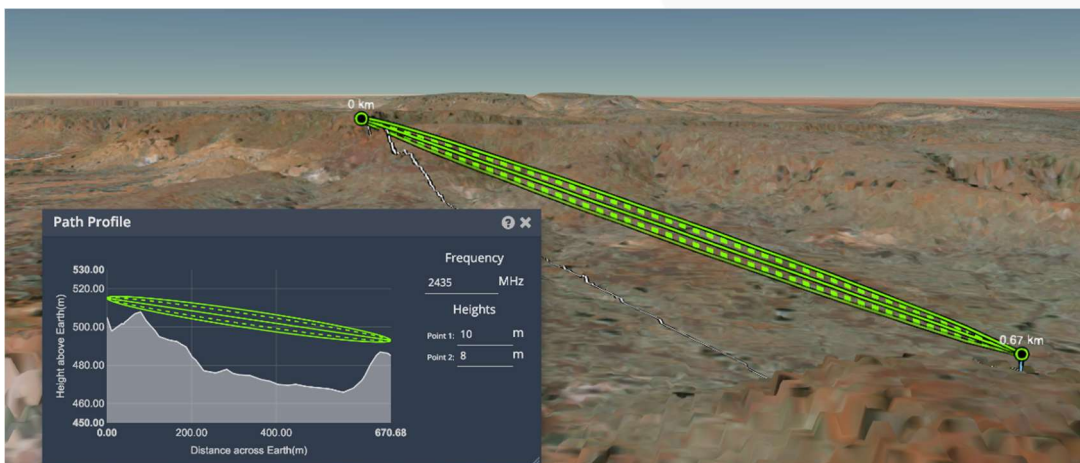 0 km
0.67 km
Path Profile
Frequency
2435 MHz
Heights
Point 1: 10 m
Point 2: 8 m
Height above Earth(m)
530.00
520.00
500.00
480.00
460.00
450.00
0.00 200.00 400.00 670.68
Distance across Earth(m)